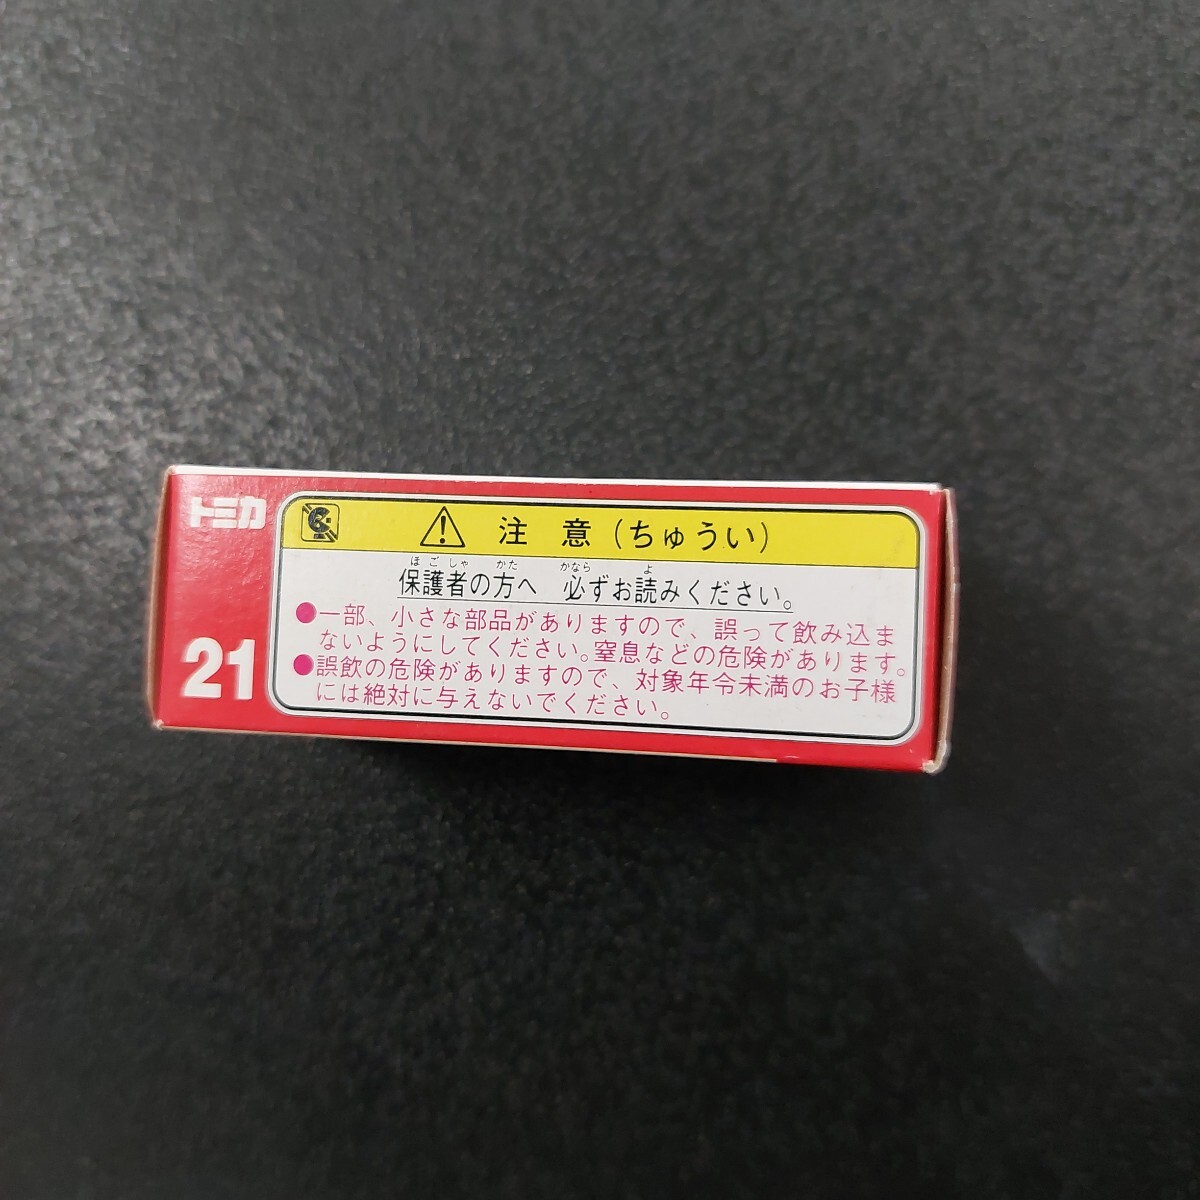 トミカ
21
注意(ちゅうい)
ほごしゃ かた かなら よ
保護者の方へ 必ずお読みください。
●一部、小さな部品がありますので、誤って飲み込ま
ないようにしてください。窒息などの危険があります。
●誤飲の危険がありますので、対象年令未満のお子様
には絶対に与えないでください。